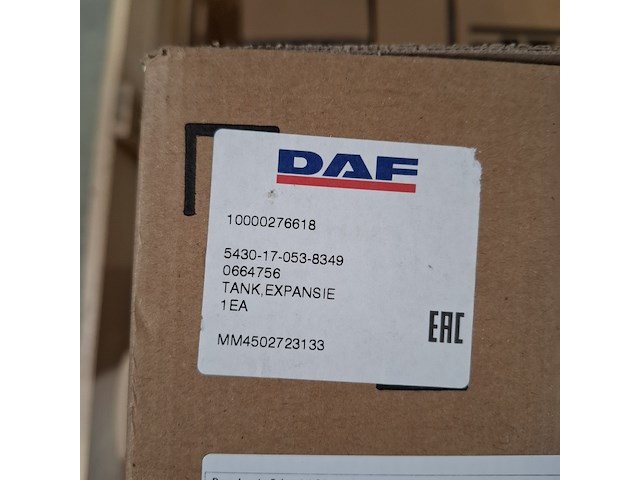 DAF
10000276618
5430-17-053-8349
0664756
TANK,EXPANSIE
1EA
EAC
MM4502723133